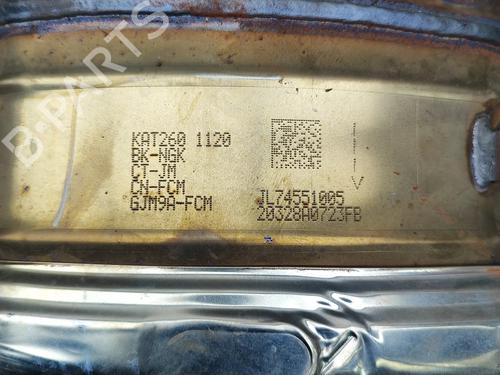 KAT260 1120
BK-NGK
CT-JM
CN-FCM
GJM9A-FCM
JL74551005
20328A0723FB
V
B-PARTS